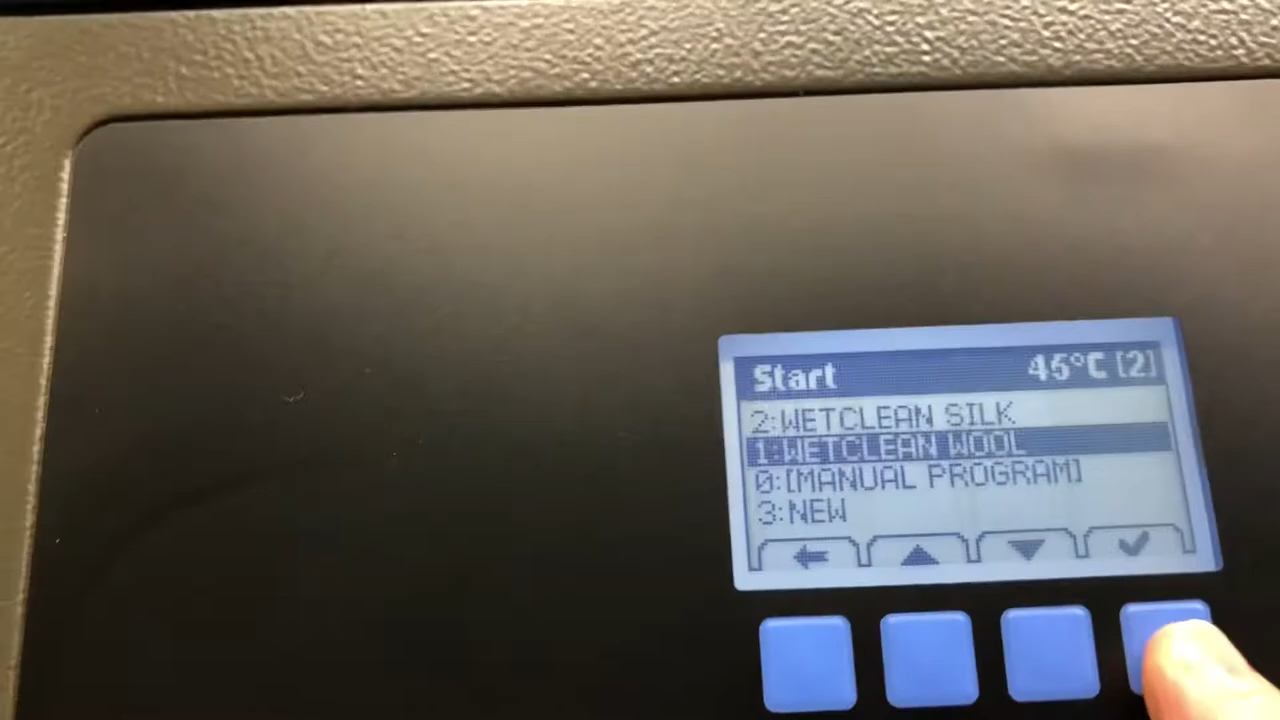 Start 45°C [2]
2:WETCLEAN SILK
1:WETCLEAN WOOL
0:[MANUAL PROGRAM]
3:NEW